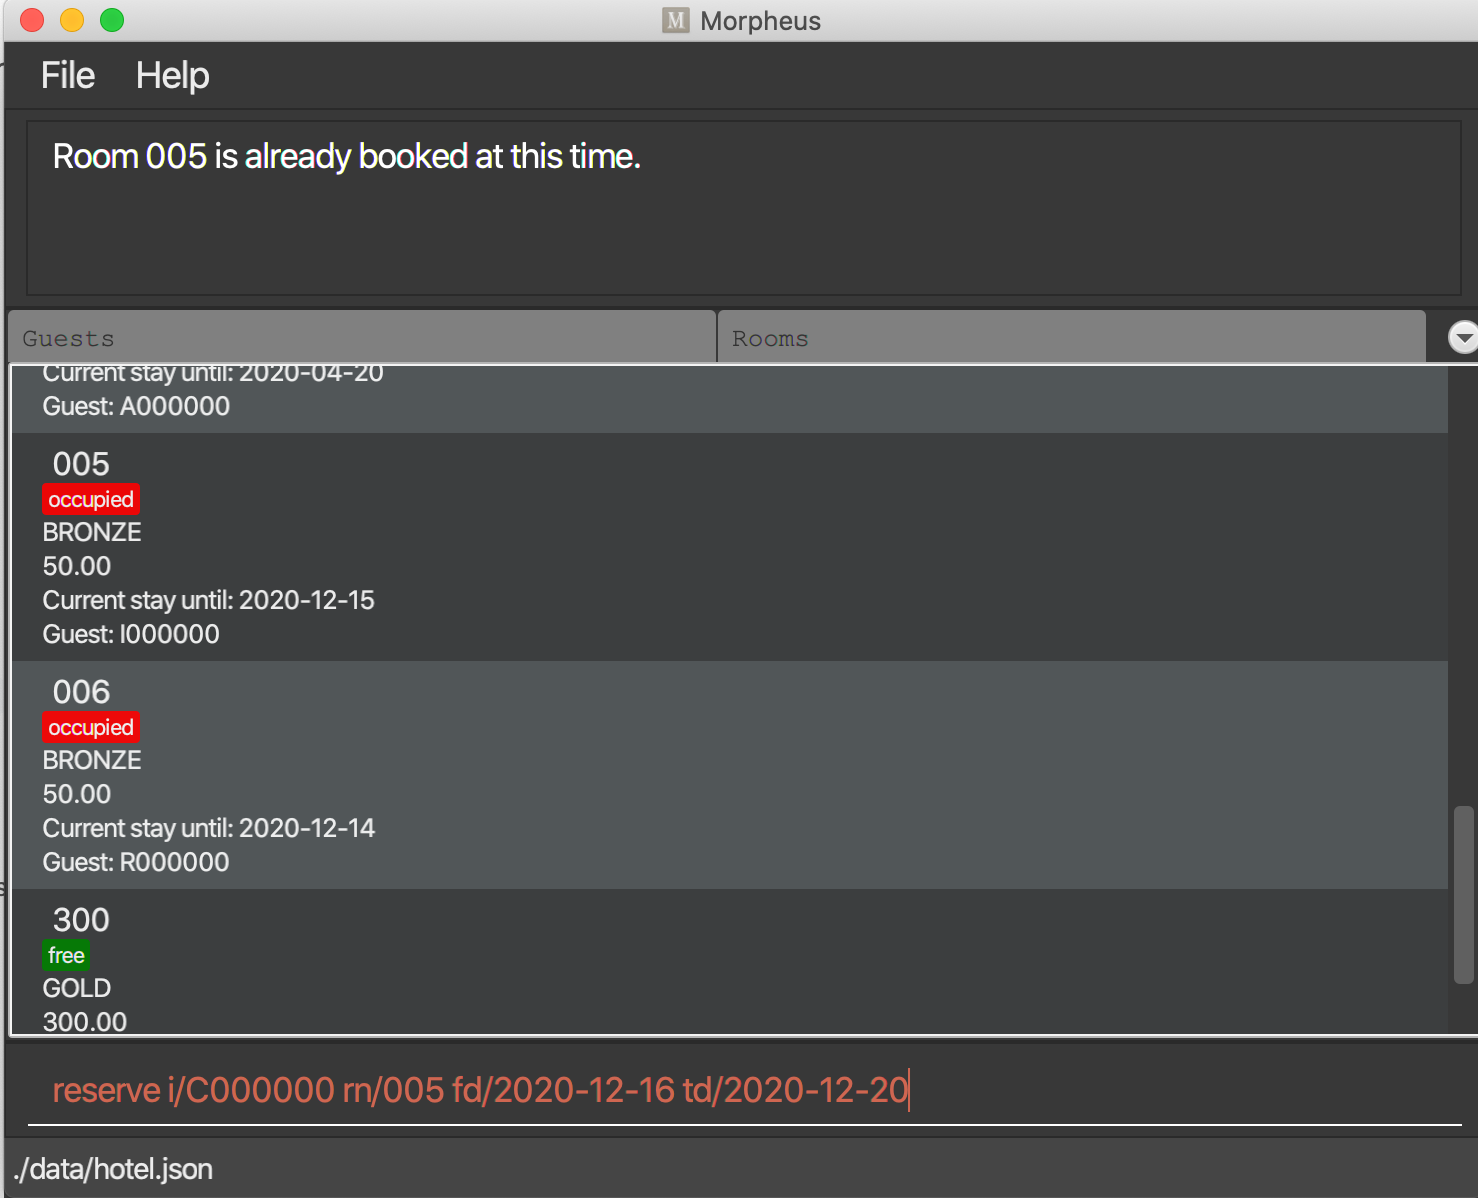 M Morpheus
File Help
Room 005 is already booked at this time.
Guests Rooms
Current stay until: 2020-04-20
Guest: A000000
005
occupied
BRONZE
50.00
Current stay until: 2020-12-15
Guest: I000000
006
occupied
BRONZE
50.00
Current stay until: 2020-12-14
Guest: R000000
300
free
GOLD
300.00
reserve i/C000000 rn/005 fd/2020-12-16 td/2020-12-20
./data/hotel.json